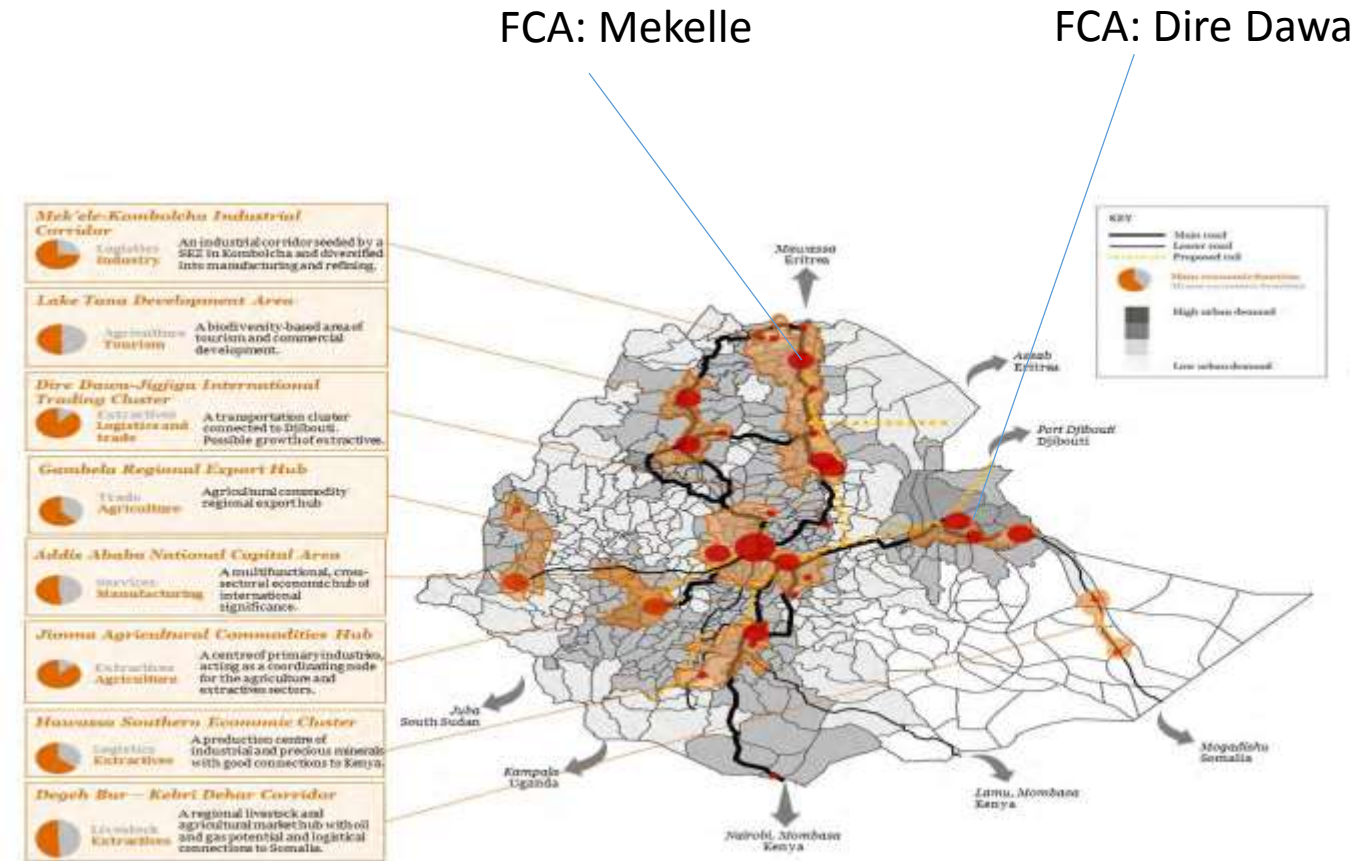 FCA: Mekelle
FCA: Dire Dawa
Mek'ele-Kombolcha Industrial
Corridor
Logistics
Industry
An industrial corridor seeded by a
SEZ in Kombolcha and diversified
into manufacturing and refining.
Lake Tana Development Area
Agriculture
Tourism
A biodiversity-based area of
tourism and commercial
development.
Dire Dawa-Jigjiga International
Trading Cluster
Extractives
Logistics and
trade
A transportation cluster
connected to Djibouti.
Possible growth of extractives.
Gambela Regional Export Hub
Trade
Agriculture
Agricultural commodity
regional export hub
Addis Ababa National Capital Area
Services
Manufacturing
A multifunctional, cross-
sectoral economic hub of
international
significance.
Jimma Agricultural Commodities Hub
Extractives
Agriculture
A centre of primary industries,
acting as a coordinating node
for the agriculture and
extractives sectors.
Hawassa Southern Economic Cluster
Logistics
Extractives
A production centre of
industrial and precious minerals
with good connections to Kenya.
Degeh Bur – Kebri Dehar Corridor
Livestock
Extractives
A regional livestock and
agricultural market hub with oil
and gas potential and logistical
connections to Somalia.
KEY
Main road
Lesser road
Proposed rail
Main economic function
High urban demand
Low urban demand
Massawa
Eritrea
Assab
Eritrea
Port Djibouti
Djibouti
Mogadishu
Somalia
Lamu, Mombasa
Kenya
Nairobi, Mombasa
Kenya
Kampala
Uganda
Juba
South Sudan